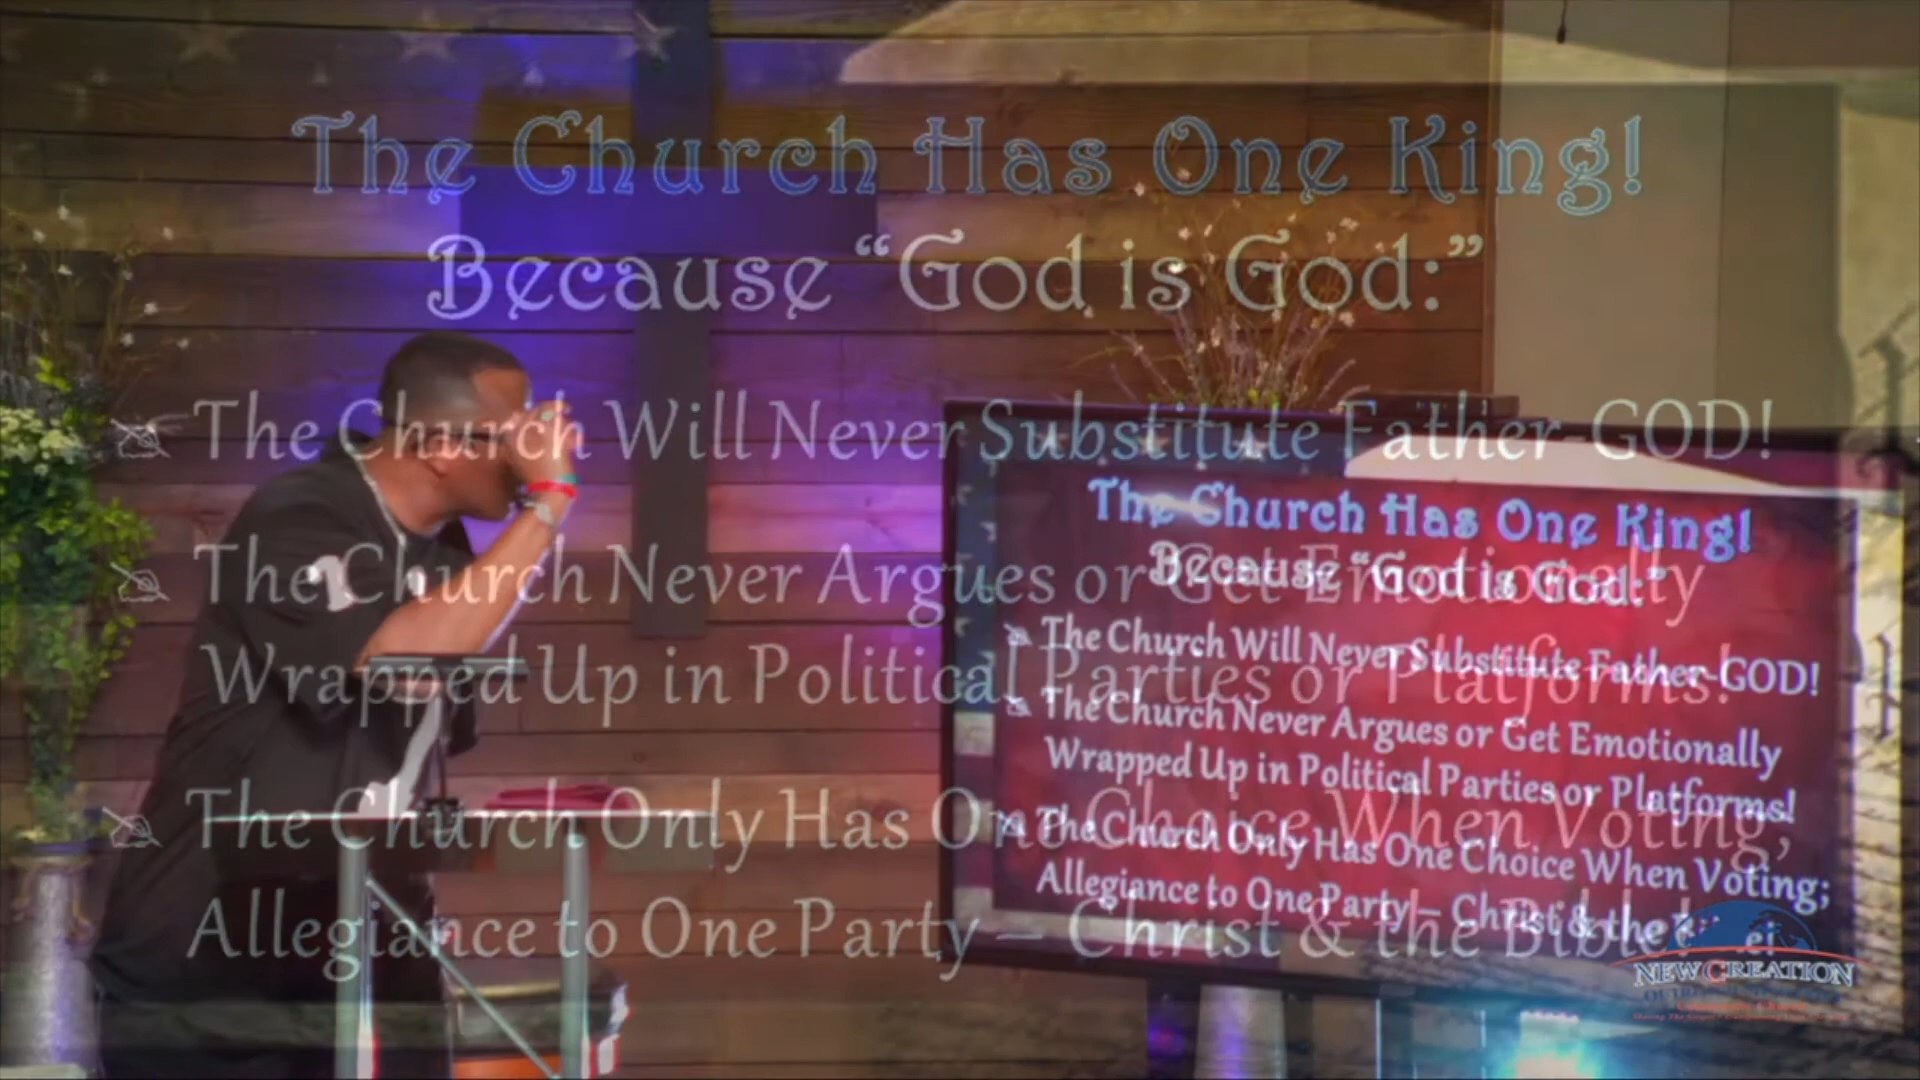 The Church Has One King!
Because “God is God:”
The Church Will Never Substitute Father-GOD!
The Church Never Argues or Get Emotionally
Wrapped Up in Political Parties or Platforms!
The Church Only Has One Choice When Voting;
Allegiance to One Party – Christ & the Bible!
The Church Has One King!
Because “God is God:”
The Church Will Never Substitute Father-GOD!
The Church Never Argues or Get Emotionally
Wrapped Up in Political Parties or Platforms!
The Church Only Has One Choice When Voting;
Allegiance to One Party – Christ & the
NEW CREATION